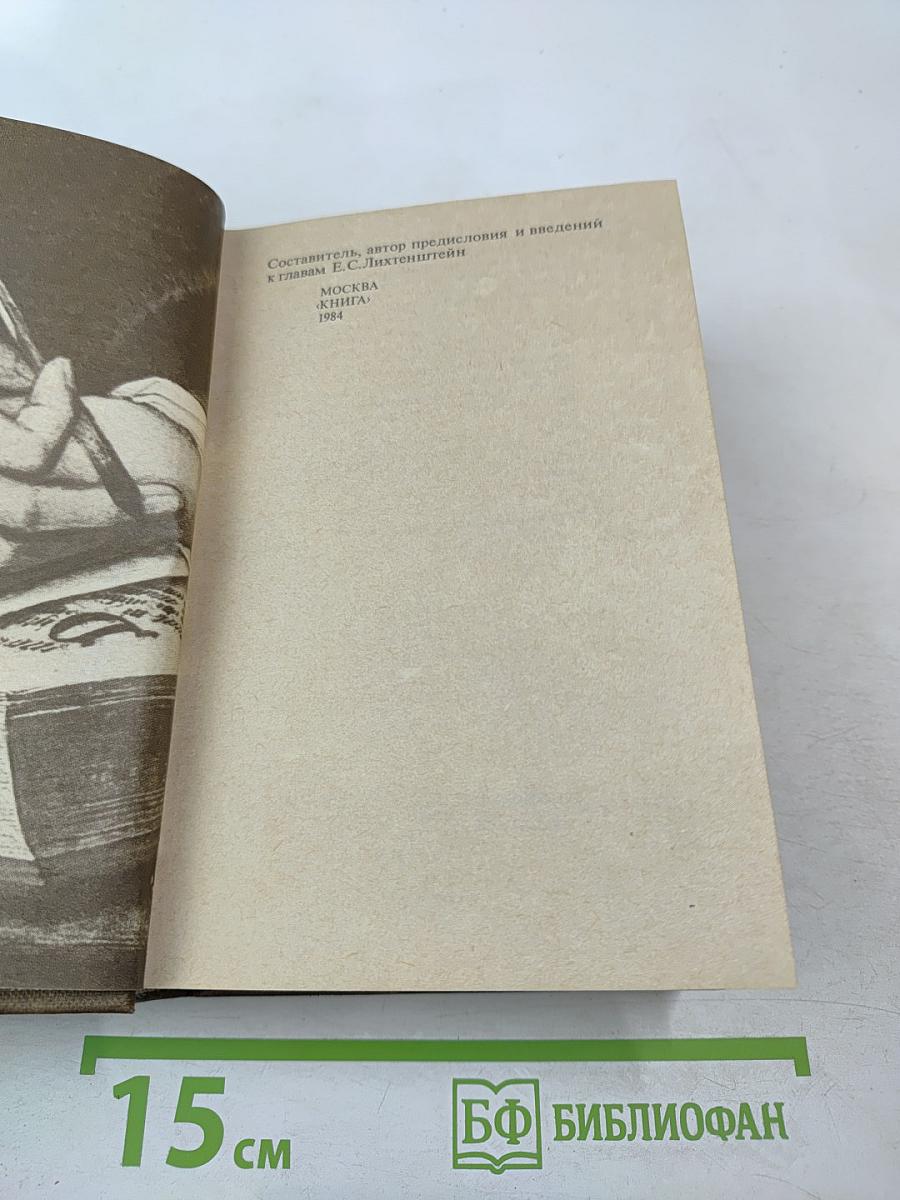 Составитель, автор предисловия и введений
к главам Е.С.Лихтенштейн
МОСКВА
‹КНИГА›
1984
15 см
БФ БИБЛИОФАН